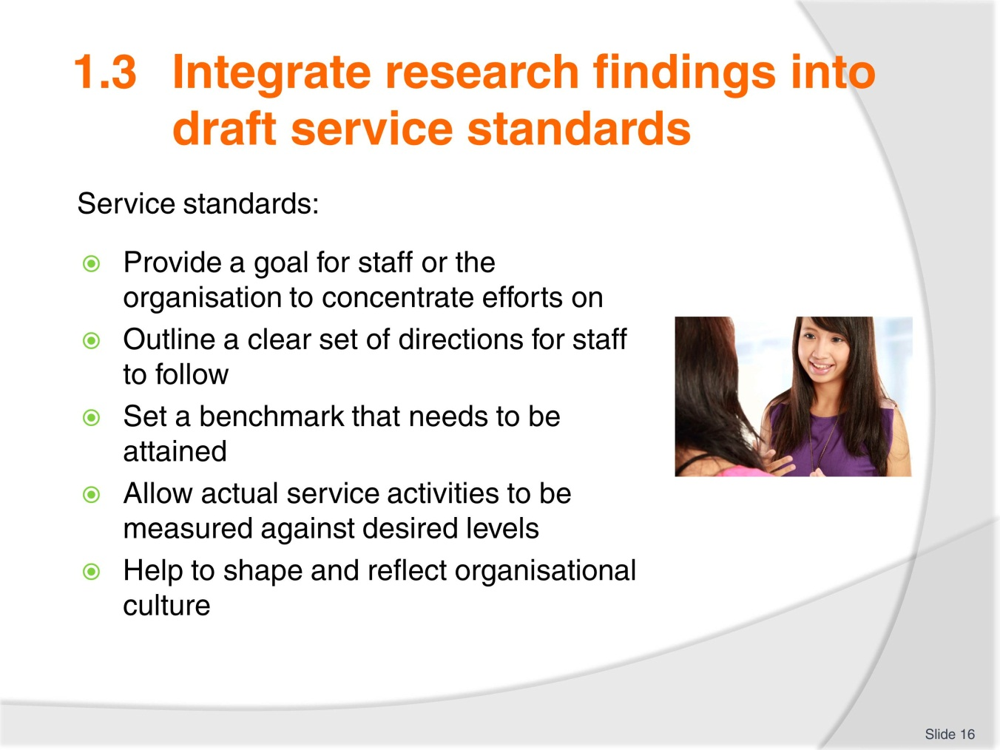 1.3 Integrate research findings into
draft service standards
Service standards:
Provide a goal for staff or the
organisation to concentrate efforts on
Outline a clear set of directions for staff
to follow
Set a benchmark that needs to be
attained
Allow actual service activities to be
measured against desired levels
Help to shape and reflect organisational
culture
Slide 16